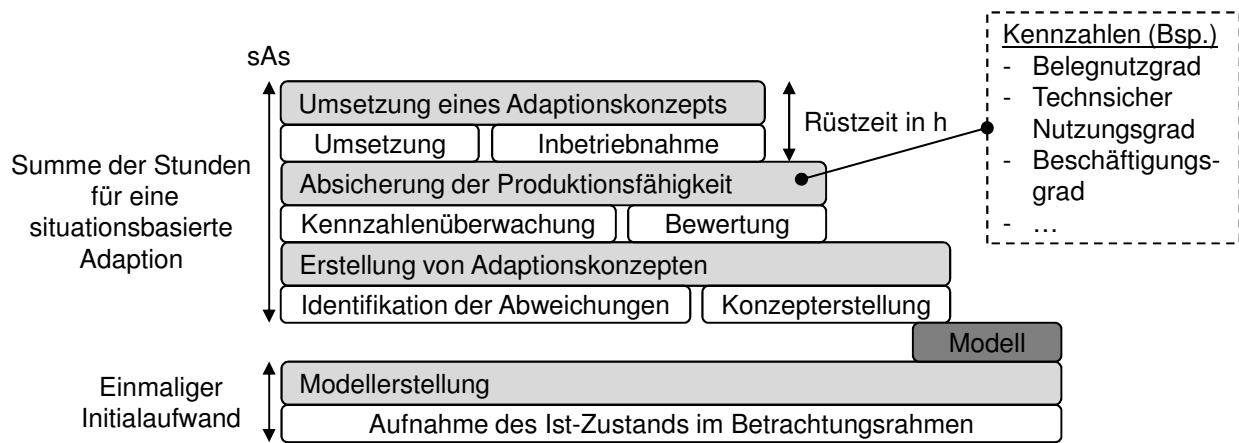 sAs
Summe der Stunden
für eine
situationsbasierte
Adaption
Umsetzung eines Adaptionskonzepts
Umsetzung
Inbetriebnahme
Rüstzeit in h
Absicherung der Produktionsfähigkeit
Kennzahlenüberwachung
Bewertung
Erstellung von Adaptionskonzepten
Identifikation der Abweichungen
Konzepterstellung
Modell
Einmaliger
Initialaufwand
Modellerstellung
Aufnahme des Ist-Zustands im Betrachtungsrahmen
Kennzahlen (Bsp.)
- Belegnutzgrad
- Technsicher
Nutzungsgrad
- Beschäftigungs-
grad
- …